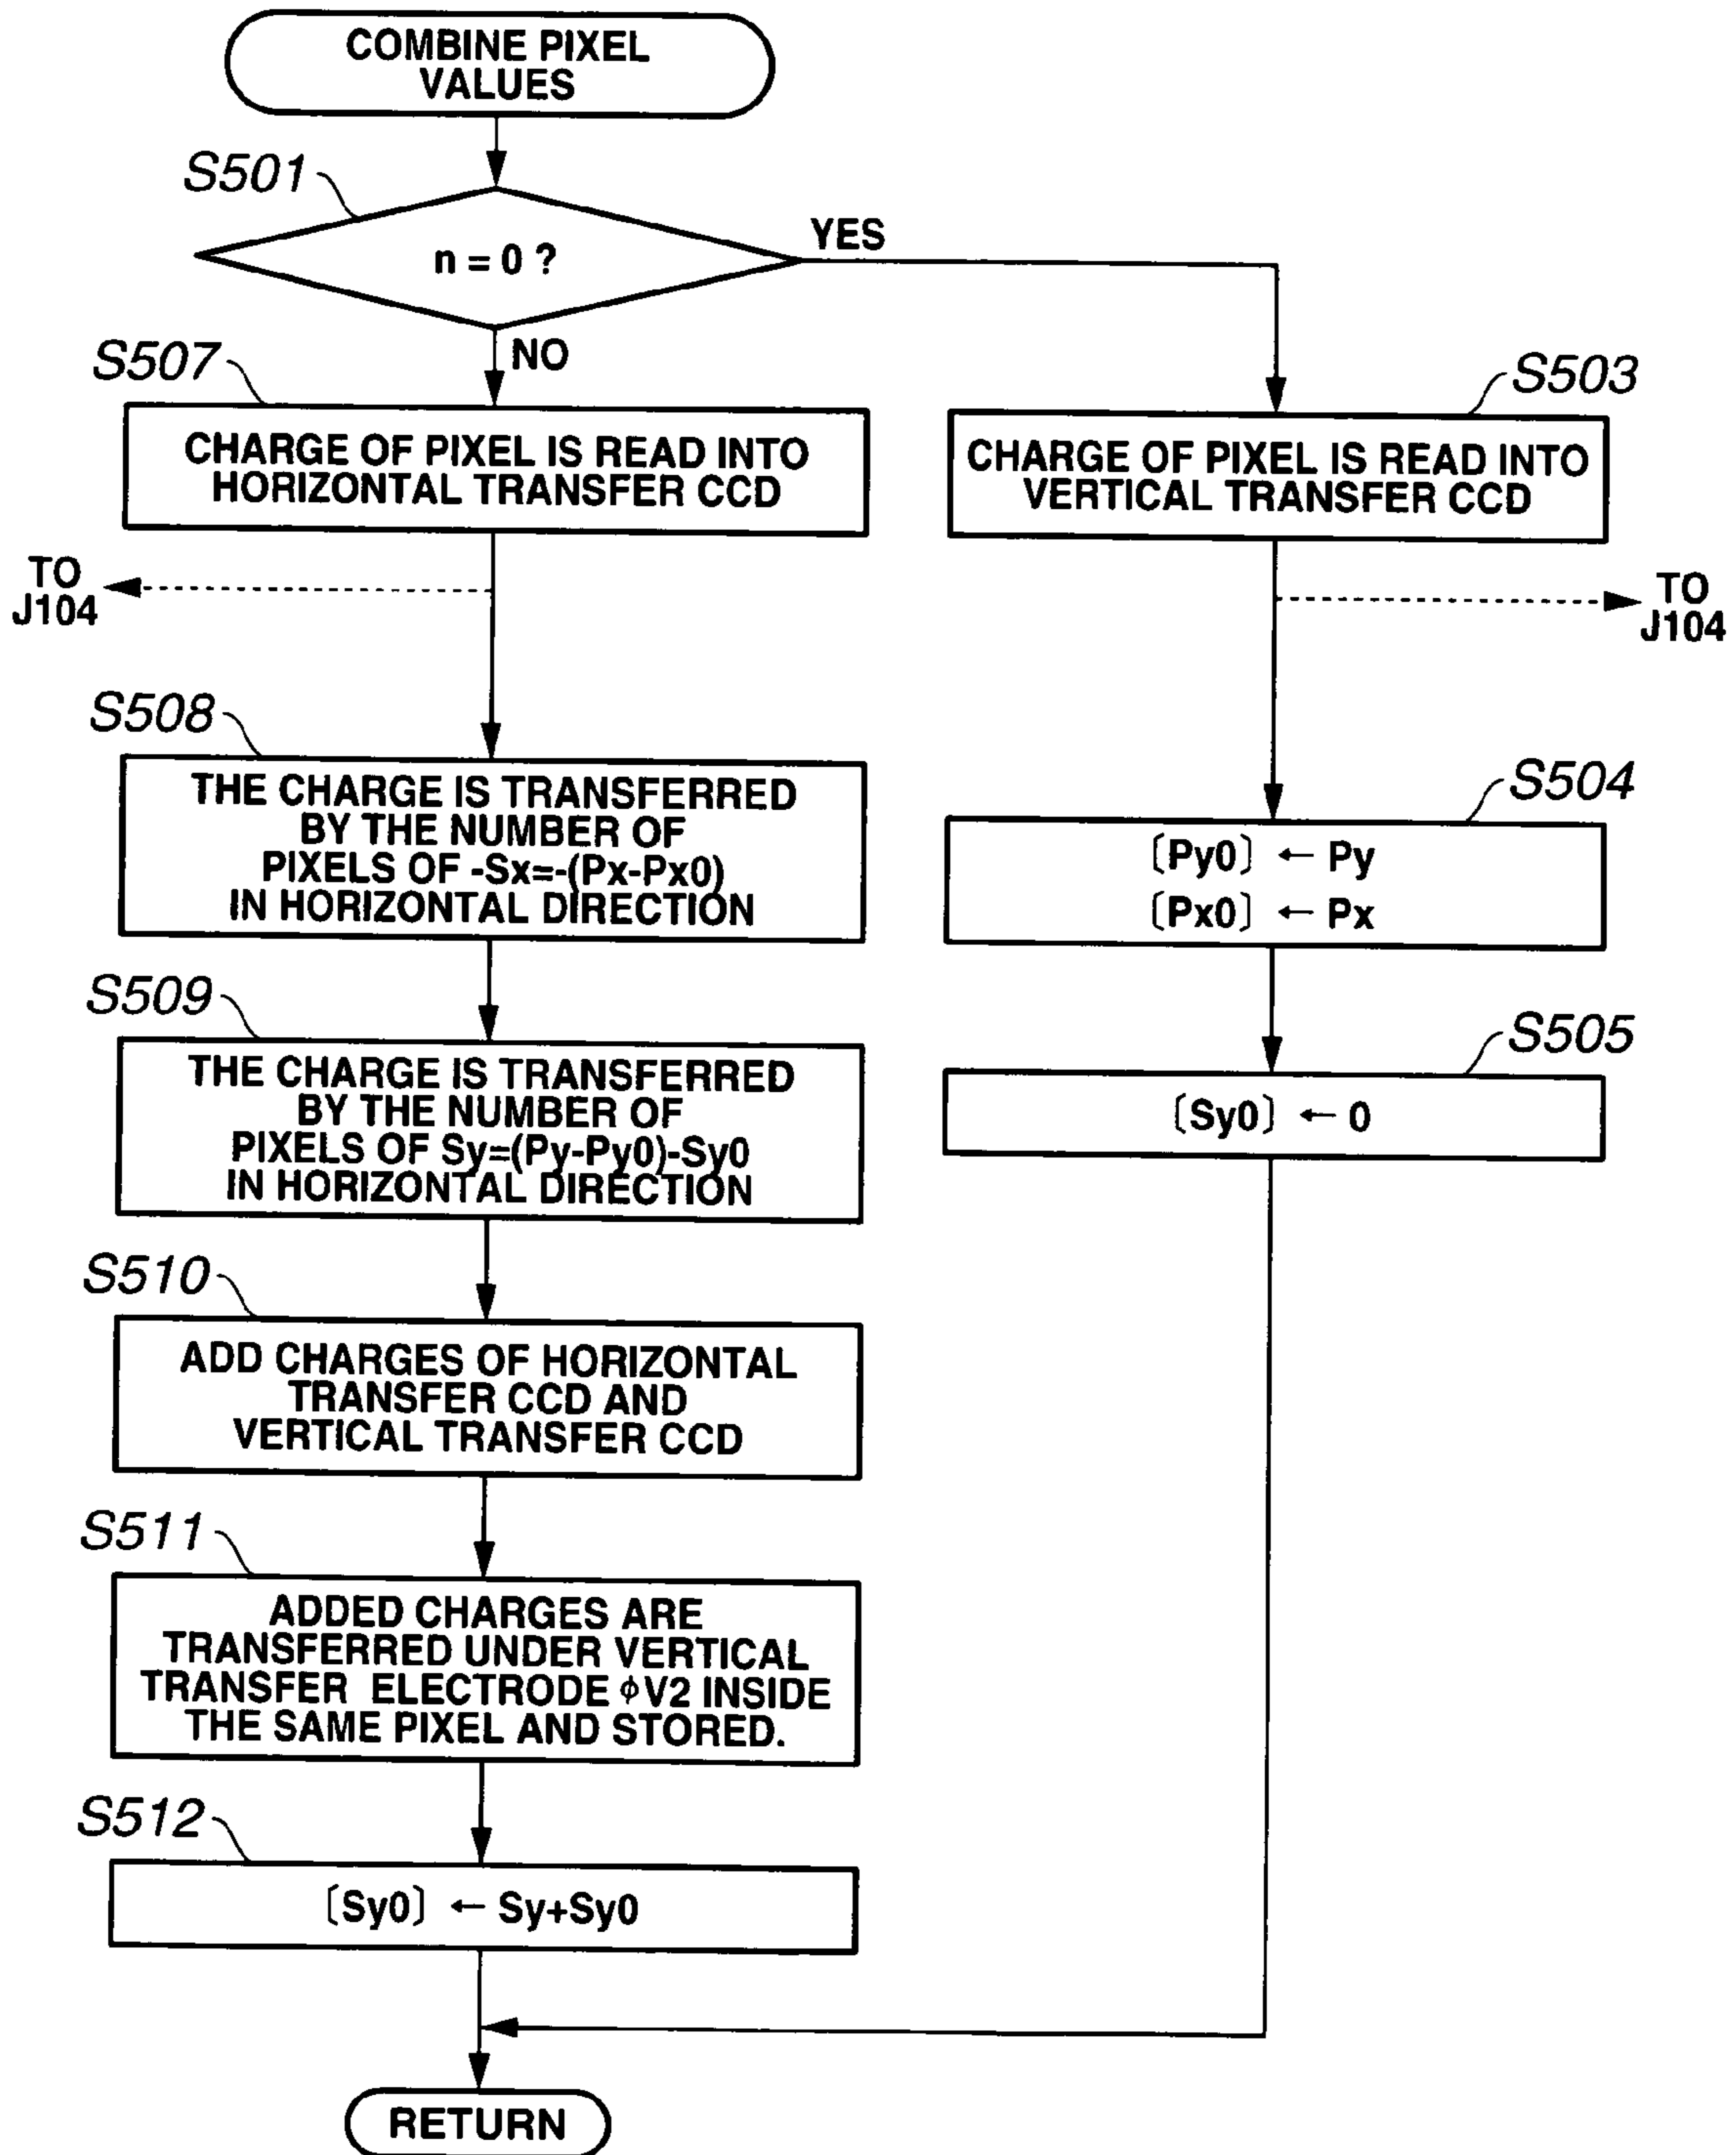 COMBINE PIXEL
VALUES
S501
n = 0 ?
YES
NO
S507
CHARGE OF PIXEL IS READ INTO
HORIZONTAL TRANSFER CCD
TO
J104
S508
THE CHARGE IS TRANSFERRED
BY THE NUMBER OF
PIXELS OF -Sx=-(Px-Px0)
IN HORIZONTAL DIRECTION
S509
THE CHARGE IS TRANSFERRED
BY THE NUMBER OF
PIXELS OF Sy=(Py-Py0)-Sy0
IN HORIZONTAL DIRECTION
S510
ADD CHARGES OF HORIZONTAL
TRANSFER CCD AND
VERTICAL TRANSFER CCD
S511
ADDED CHARGES ARE
TRANSFERRED UNDER VERTICAL
TRANSFER ELECTRODE φV2 INSIDE
THE SAME PIXEL AND STORED.
S512
〔Sy0〕 ← Sy+Sy0
S503
CHARGE OF PIXEL IS READ INTO
VERTICAL TRANSFER CCD
TO
J104
S504
〔Py0〕 ← Py
〔Px0〕 ← Px
S505
〔Sy0〕 ← 0
RETURN